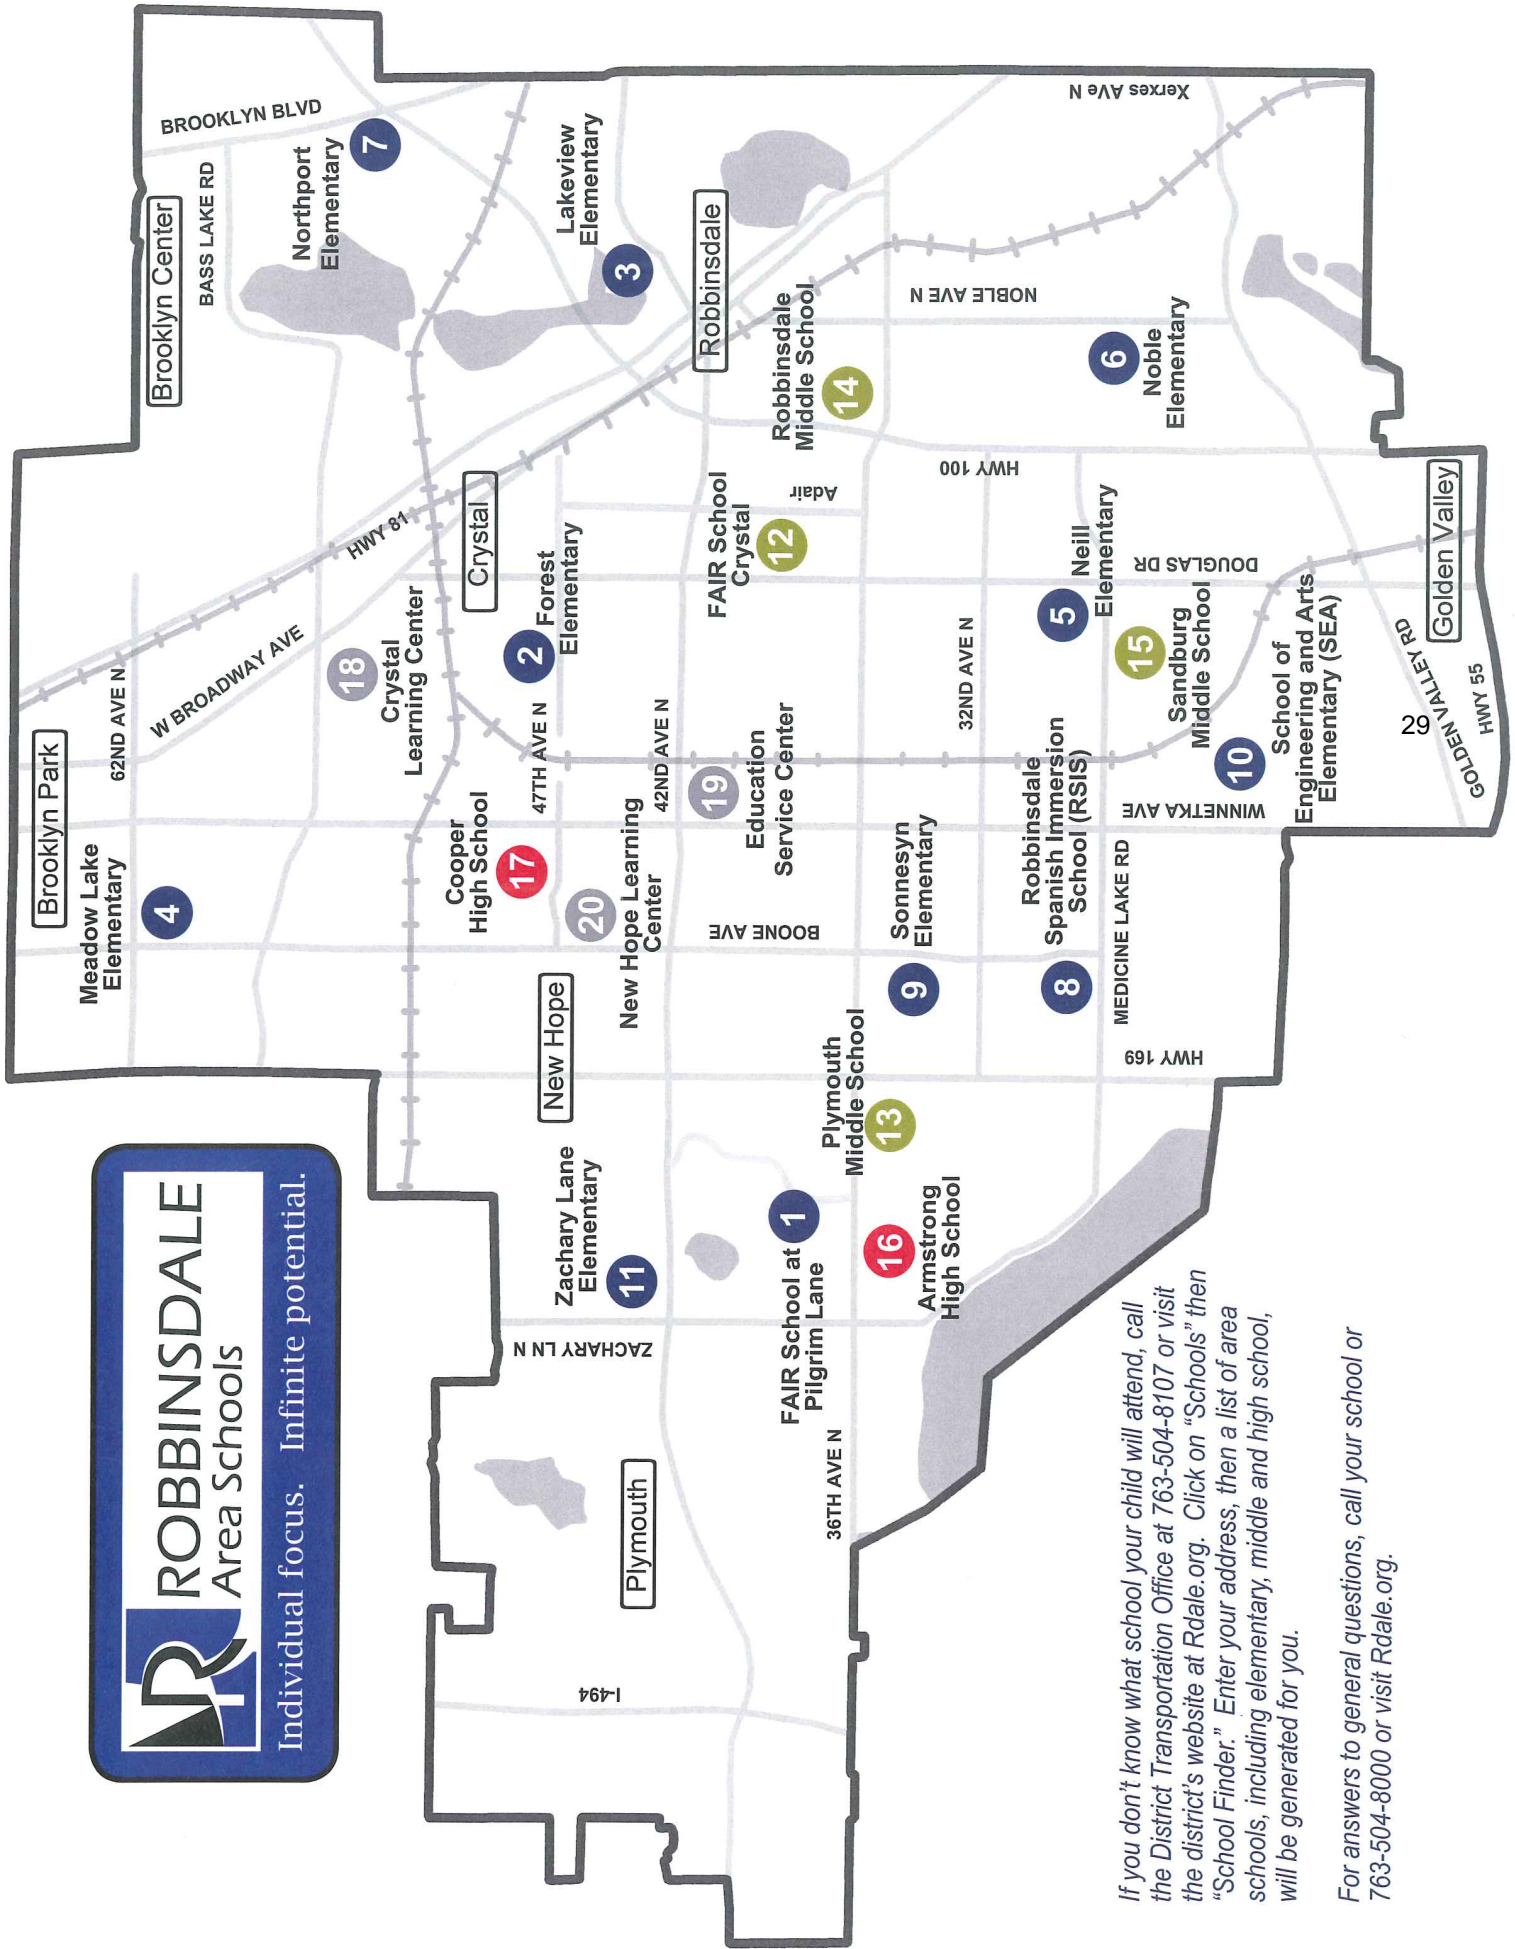 ROBBINSDALE
Area Schools
Individual focus.  Infinite potential.
Brooklyn Park
Brooklyn Center
Meadow Lake
Elementary
4
62ND AVE N
W BROADWAY AVE
HWY 81
BASS LAKE RD
BROOKLYN BLVD
Northport
Elementary
7
18
Crystal
Learning Center
Crystal
Cooper
High School
17
47TH AVE N
2
Forest
Elementary
Lakeview
Elementary
3
New Hope
20
New Hope Learning
Center
Zachary Lane
Elementary
11
ZACHARY LN N
Plymouth
I-494
42ND AVE N
19
Education
Service Center
BOONE AVE
FAIR School
Crystal
12
Adair
Robbinsdale
Robbinsdale
Middle School
14
FAIR School at
Pilgrim Lane
1
36TH AVE N
Plymouth
Middle School
13
16
Armstrong
High School
Sonnesyn
Elementary
9
32ND AVE N
HWY 100
NOBLE AVE N
Xerxes AVe N
Robbinsdale
Spanish Immersion
School (RSIS)
8
MEDICINE LAKE RD
HWY 169
WINNETKA AVE
5
Neill
Elementary
DOUGLAS DR
15
Sandburg
Middle School
6
Noble
Elementary
10
School of
Engineering and Arts
Elementary (SEA)
GOLDEN VALLEY RD
HWY 55
Golden Valley
29
If you don't know what school your child will attend, call
the District Transportation Office at 763-504-8107 or visit
the district's website at Rdale.org.  Click on "Schools" then
"School Finder."  Enter your address, then a list of area
schools, including elementary, middle and high school,
will be generated for you.
For answers to general questions, call your school or
763-504-8000 or visit Rdale.org.